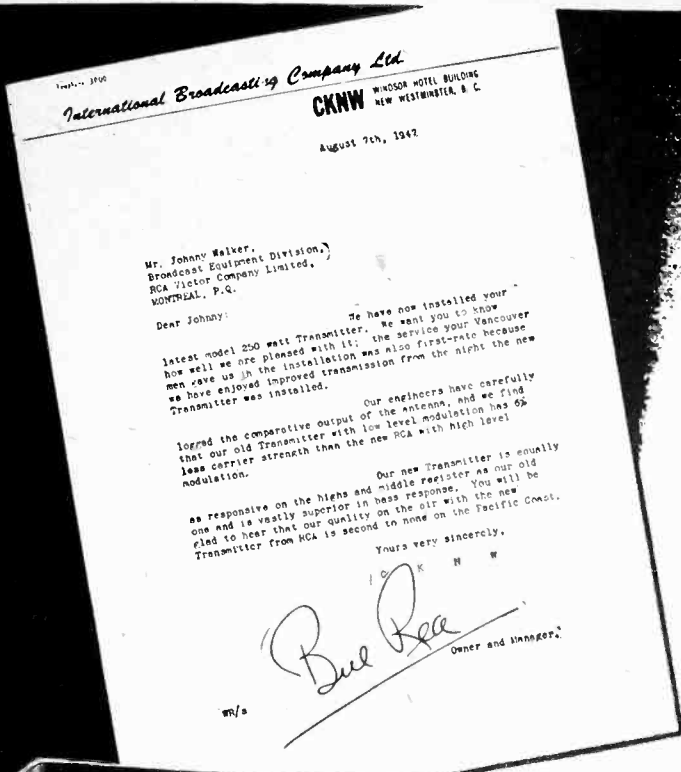 International Broadcasting Company Ltd.
CKNW WINDSOR HOTEL BUILDING
NEW WESTMINSTER, B. C.
August 7th, 1947
Mr. Johnny Walker,
Broadcast Equipment Division,
RCA Victor Company Limited,
MONTREAL, P.Q.
Dear Johnny:
We have now installed your
latest model 250 watt Transmitter. We want you to know
how well we are pleased with it; the service your Vancouver
men gave us in the installation was also first-rate because
we have enjoyed improved transmission from the night the new
Transmitter was installed.
Our engineers have carefully
logged the comparative output of the antenna, and we find
that our old Transmitter with low level modulation has 6%
less carrier strength than the new RCA with high level
modulation.
Our new Transmitter is equally
as responsive on the highs and middle register as our old
one and is vastly superior in bass response. You will be
glad to hear that our quality on the air with the new
Transmitter from RCA is second to none on the Pacific Coast.
Yours very sincerely,
C K N W
Bill Rea
Owner and Manager.
WR/s